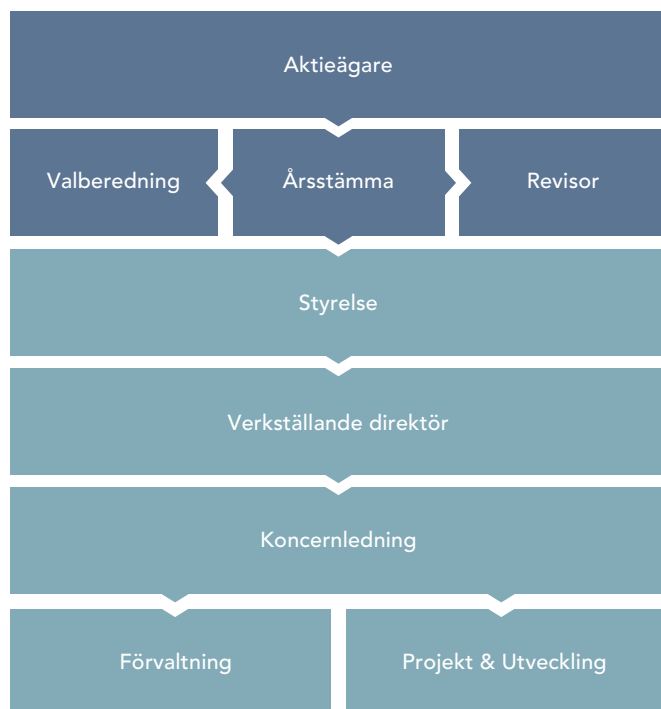 Aktieägare
Valberedning
Årsstämma
Revisor
Styrelse
Verkställande direktör
Koncernledning
Förvaltning
Projekt & Utveckling